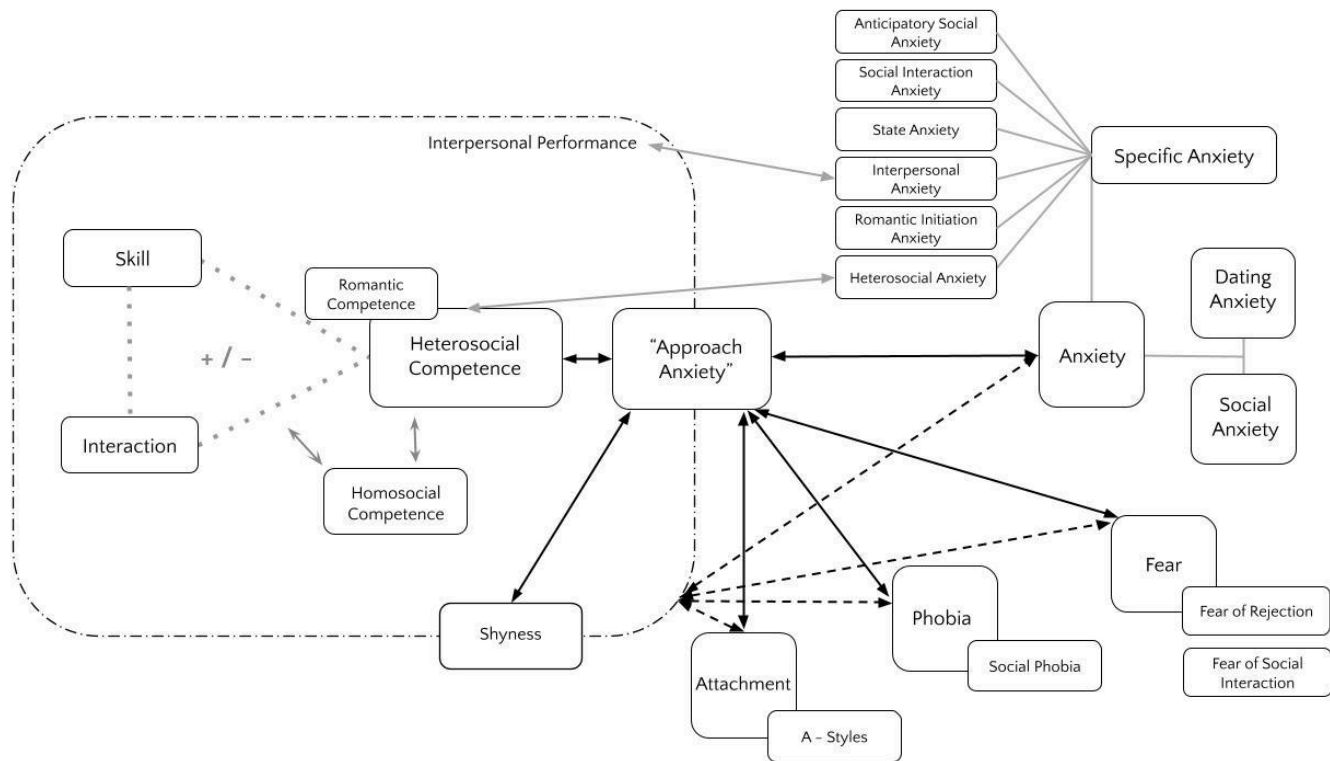 Anticipatory Social
Anxiety
Social Interaction
Anxiety
State Anxiety
Interpersonal Performance
Interpersonal
Anxiety
Specific Anxiety
Romantic Initiation
Anxiety
Heterosocial Anxiety
Skill
Romantic
Competence
Dating
Anxiety
+ / −
Heterosocial
Competence
“Approach
Anxiety”
Anxiety
Social
Anxiety
Interaction
Homosocial
Competence
Fear
Fear of Rejection
Phobia
Social Phobia
Fear of Social
Interaction
Shyness
Attachment
A - Styles